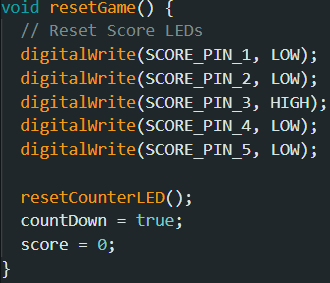 void resetGame() {
  // Reset Score LEDs
  digitalWrite(SCORE_PIN_1, LOW);
  digitalWrite(SCORE_PIN_2, LOW);
  digitalWrite(SCORE_PIN_3, HIGH);
  digitalWrite(SCORE_PIN_4, LOW);
  digitalWrite(SCORE_PIN_5, LOW);

  resetCounterLED();
  countDown = true;
  score = 0;
}